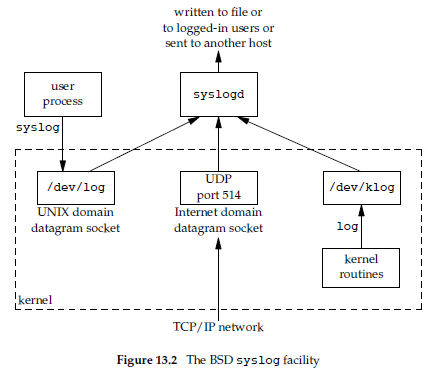 written to file or
to logged-in users or
sent to another host
user
process
syslogd
syslog
/dev/log
UDP
port 514
/dev/klog
UNIX domain
datagram socket
Internet domain
datagram socket
log
kernel
routines
kernel
TCP/IP network
Figure 13.2 The BSD syslog facility